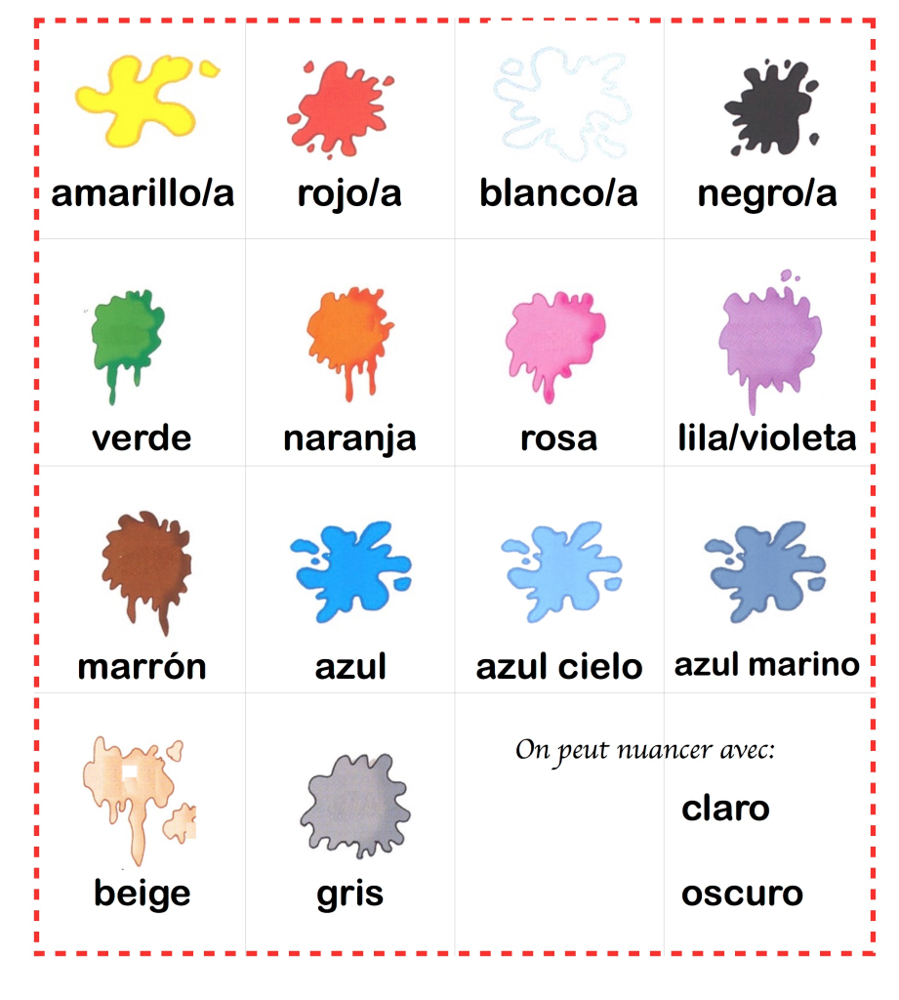 amarillo/a rojo/a blanco/a negro/a
verde naranja rosa lila/violeta
marrón azul azul cielo azul marino
On peut nuancer avec:
claro
beige gris oscuro